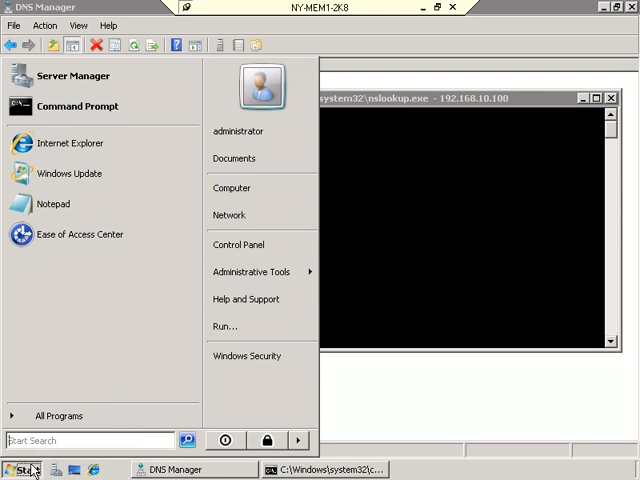 DNS Manager
NY-MEM1-2K8
File Action View Help
Server Manager
C:\_
Command Prompt
Internet Explorer
Windows Update
Notepad
Ease of Access Center
All Programs
Start Search
administrator
Documents
Computer
Network
Control Panel
Administrative Tools
Help and Support
Run...
Windows Security
system32\nslookup.exe - 192.168.10.100
Start
DNS Manager
C:\Windows\system32\c...